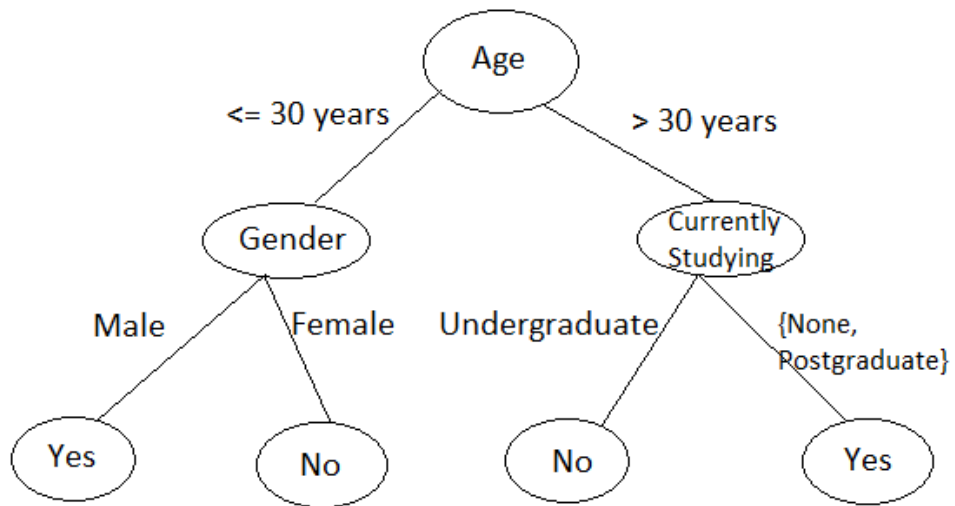 Age
<= 30 years
> 30 years
Gender
Currently
Studying
Male
Female
Undergraduate
{None,
Postgraduate}
Yes
No
No
Yes